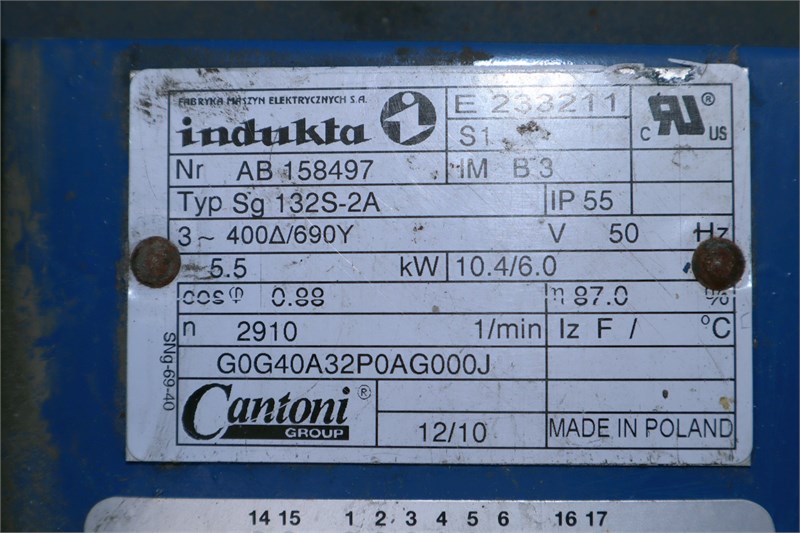 FABRYKA MASZYN ELEKTRYCZNYCH S.A.
indukta
E 233211
S1
c RU ® US
Nr AB 158497 IM B 3
Typ Sg 132S-2A IP 55
3~ 400Δ/690Y V 50 Hz
5.5 kW 10.4/6.0
cos φ 0.88 η 87.0 %
n 2910 1/min Iz F / °C
G0G40A32P0AG000J
SNg-69-40
Cantoni ®
GROUP
12/10 MADE IN POLAND
14 15 1 2 3 4 5 6 16 17